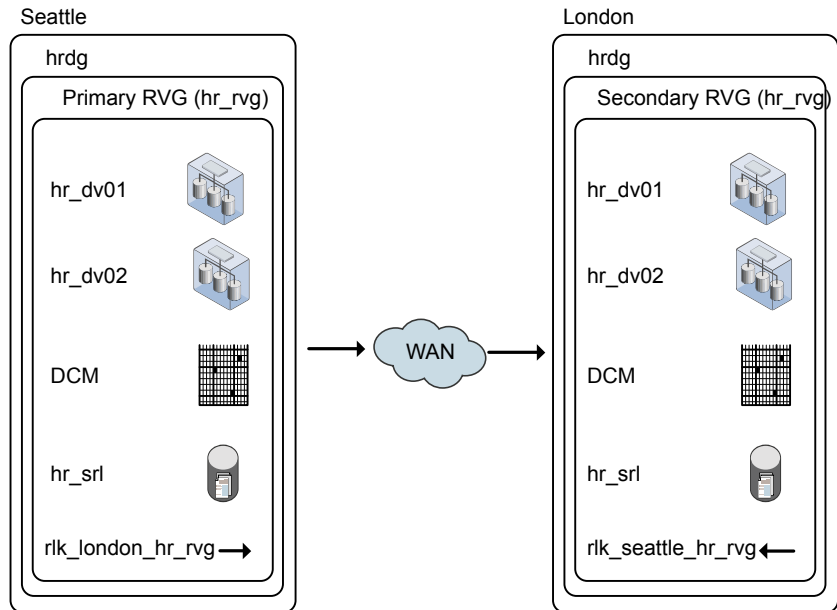 Seattle
hrdg
Primary RVG (hr_rvg)
hr_dv01
hr_dv02
DCM
hr_srl
rlk_london_hr_rvg
WAN
London
hrdg
Secondary RVG (hr_rvg)
hr_dv01
hr_dv02
DCM
hr_srl
rlk_seattle_hr_rvg